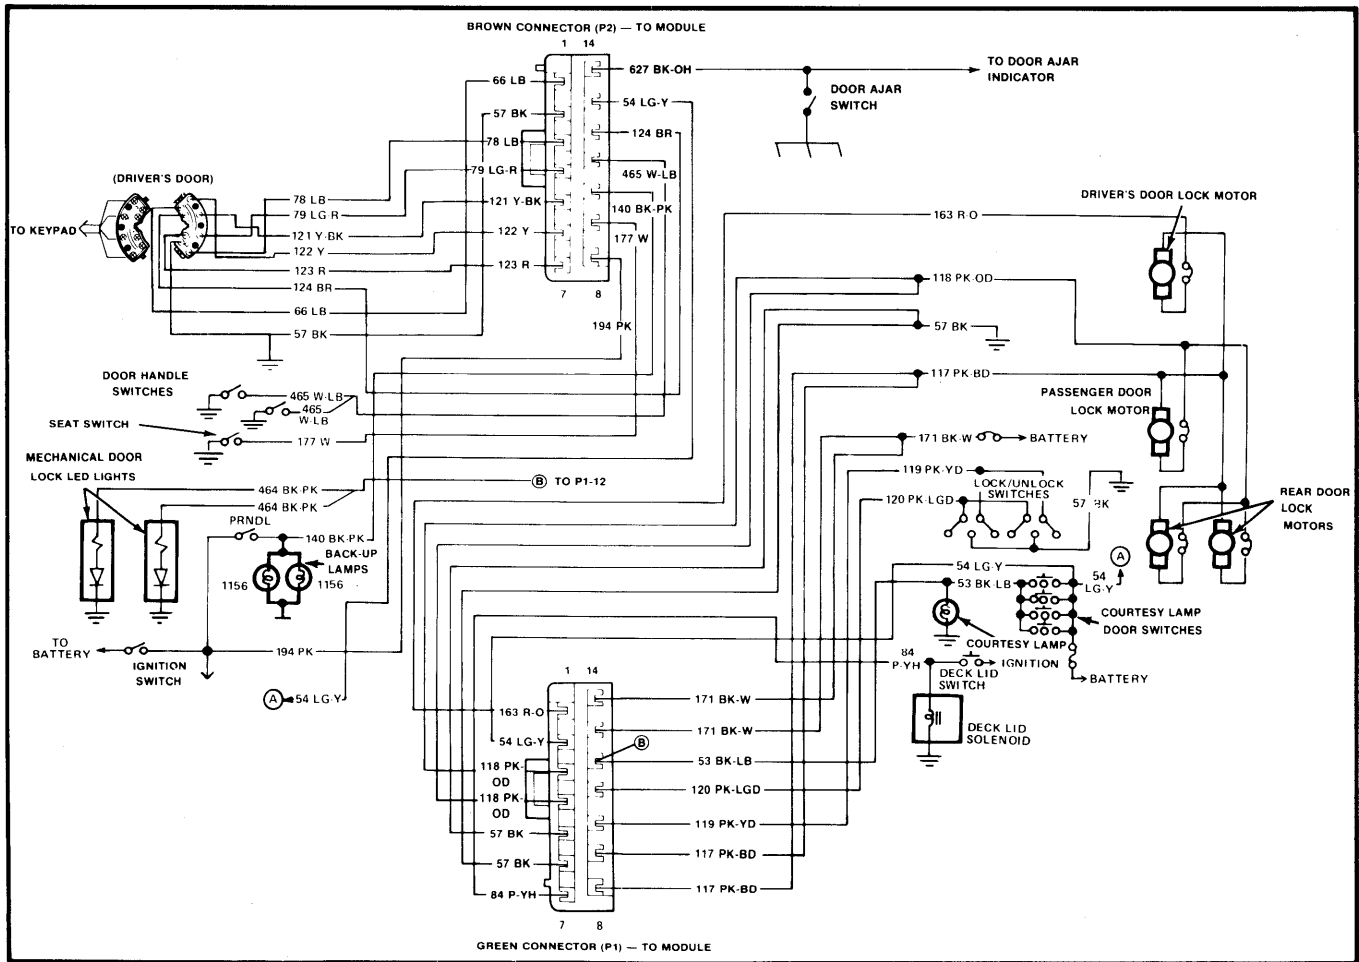 BROWN CONNECTOR (P2) — TO MODULE
1 14
627 BK-OH
TO DOOR AJAR
INDICATOR
66 LB
54 LG-Y
DOOR AJAR
SWITCH
57 BK
124 BR
78 LB
465 W-LB
79 LG-R
(DRIVER'S DOOR)
DRIVER'S DOOR LOCK MOTOR
78 LB
121 Y-BK
140 BK-PK
163 R-O
79 LG R
TO KEYPAD
121 Y-BK
122 Y
177 W
122 Y
123 R
123 R
118 PK-OD
124 BR
7 8
66 LB
194 PK
57 BK
57 BK
DOOR HANDLE
SWITCHES
117 PK-BD
465 W-LB
PASSENGER DOOR
LOCK MOTOR
465
W-LB
SEAT SWITCH
177 W
171 BK-W
BATTERY
MECHANICAL DOOR
LOCK LED LIGHTS
119 PK-YD
B TO P1-12
LOCK/UNLOCK
SWITCHES
464 BK-PK
120 PK-LGD
57 BK
REAR DOOR
LOCK
MOTORS
464 BK-PK
PRNDL
140 BK-PK
BACK-UP
LAMPS
A
1156
1156
54 LG-Y
53 BK-LB
54
LG-Y
COURTESY LAMP
DOOR SWITCHES
TO
BATTERY
COURTESY LAMP
194 PK
84
P-YH
IGNITION
IGNITION
SWITCH
DECK LID
SWITCH
BATTERY
1 14
A
54 LG-Y
171 BK-W
163 R-O
DECK LID
SOLENOID
171 BK-W
54 LG-Y
B
53 BK-LB
118 PK-
OD
120 PK-LGD
118 PK-
OD
119 PK-YD
57 BK
117 PK-BD
57 BK
117 PK-BD
84 P-YH
7 8
GREEN CONNECTOR (P1) — TO MODULE